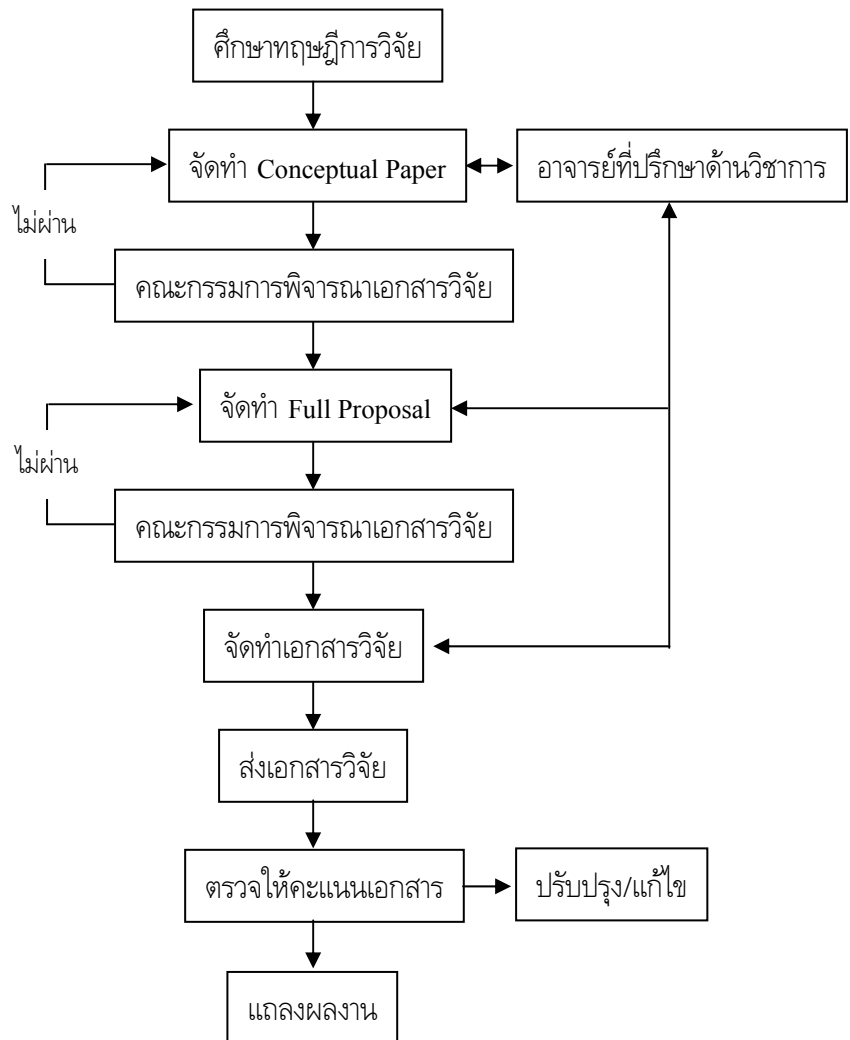 ศึกษาทฤษฎีการวิจัย
จัดทำ Conceptual Paper
อาจารย์ที่ปรึกษาด้านวิชาการ
ไม่ผ่าน
คณะกรรมการพิจารณาเอกสารวิจัย
จัดทำ Full Proposal
ไม่ผ่าน
คณะกรรมการพิจารณาเอกสารวิจัย
จัดทำเอกสารวิจัย
ส่งเอกสารวิจัย
ตรวจให้คะแนนเอกสาร
ปรับปรุง/แก้ไข
แถลงผลงาน